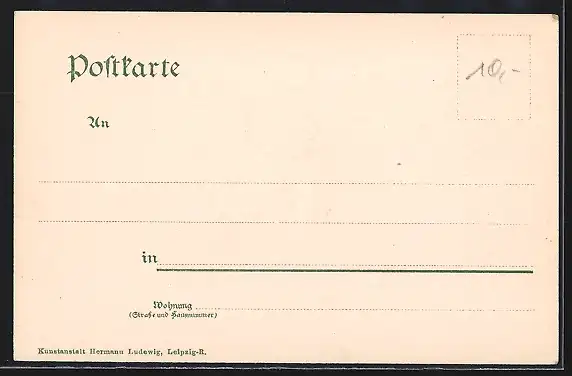 Postkarte
10,-
An
in
Wohnung
(Straße und Hausnummer)
Kunstanstalt Hermann Ludewig, Leipzig-R.